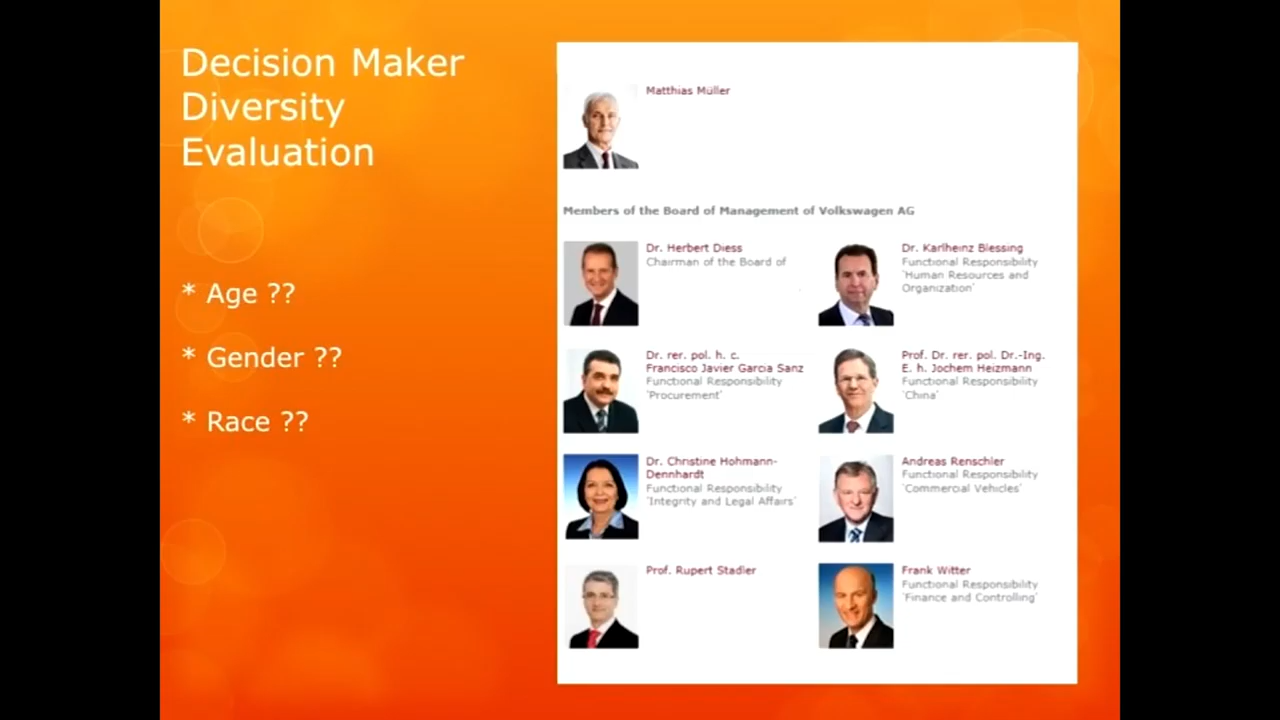 Decision Maker
Diversity
Evaluation
* Age ??
* Gender ??
* Race ??
Matthias Müller
Members of the Board of Management of Volkswagen AG
Dr. Herbert Diess
Chairman of the Board of
Dr. Karlheinz Blessing
Functional Responsibility
'Human Resources and
Organization'
Dr. rer. pol. h. c.
Francisco Javier Garcia Sanz
Functional Responsibility
'Procurement'
Prof. Dr. rer. pol. Dr.-Ing.
E. h. Jochem Heizmann
Functional Responsibility
'China'
Dr. Christine Hohmann-
Dennhardt
Functional Responsibility
'Integrity and Legal Affairs'
Andreas Renschler
Functional Responsibility
'Commercial Vehicles'
Prof. Rupert Stadler
Frank Witter
Functional Responsibility
'Finance and Controlling'